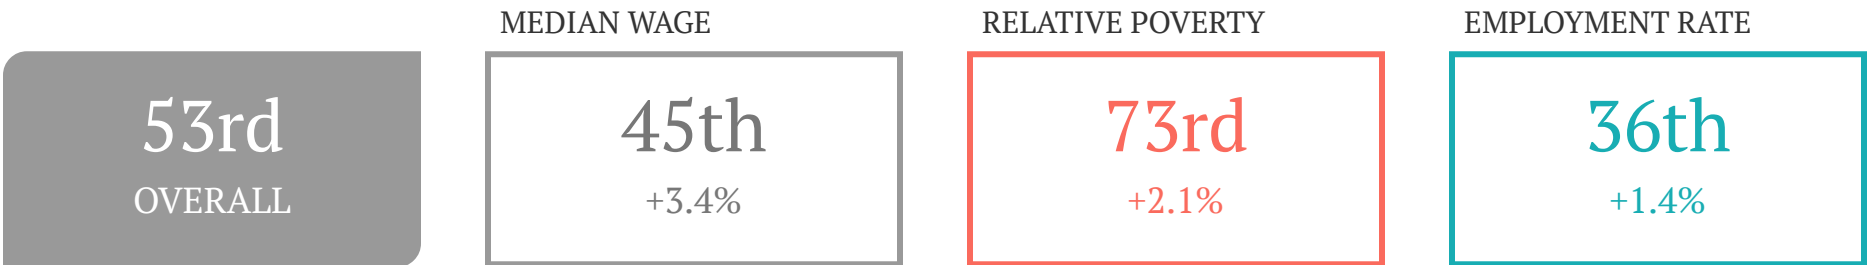 53rd
OVERALL
MEDIAN WAGE
45th
+3.4%
RELATIVE POVERTY
73rd
+2.1%
EMPLOYMENT RATE
36th
+1.4%